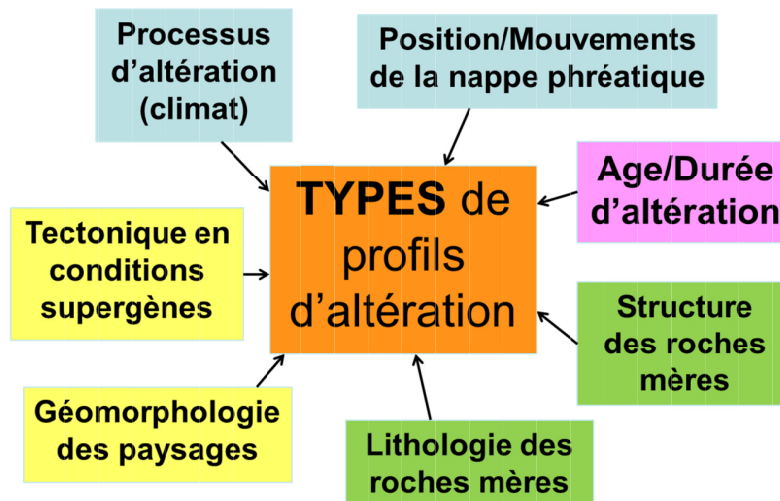 Processus
d'altération
(climat)
Position/Mouvements
de la nappe phréatique
Age/Durée
d'altération
TYPES de
profils
d'altération
Tectonique en
conditions
supergènes
Structure
des roches
mères
Géomorphologie
des paysages
Lithologie des
roches mères